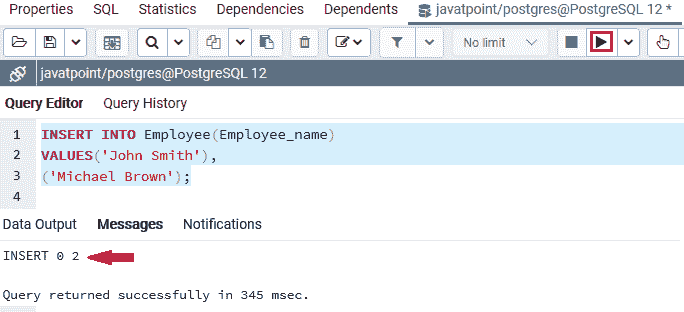 Properties SQL Statistics Dependencies Dependents javatpoint/postgres@PostgreSQL 12 *
No limit
javatpoint/postgres@PostgreSQL 12
Query Editor Query History
1 INSERT INTO Employee(Employee_name)
2 VALUES('John Smith'),
3 ('Michael Brown');
4
Data Output Messages Notifications
INSERT 0 2
Query returned successfully in 345 msec.